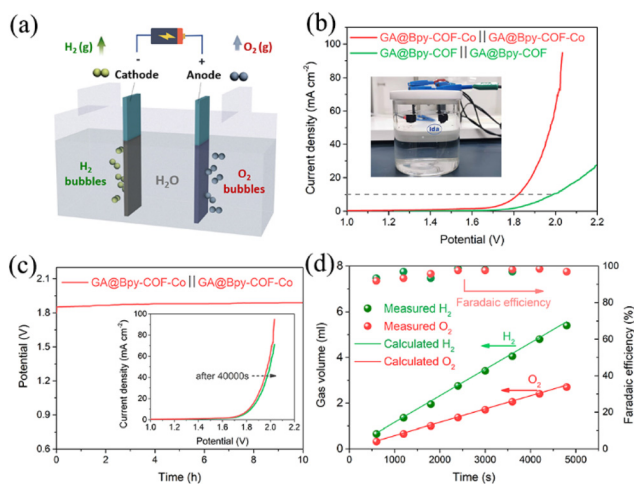 (a)
H₂ (g)
O₂ (g)
-
+
Cathode
Anode
H₂
bubbles
H₂O
O₂
bubbles
(b)
GA@Bpy-COF-Co||GA@Bpy-COF-Co
GA@Bpy-COF||GA@Bpy-COF
Current density (mA cm⁻²)
100
80
60
40
20
0
ida
1.0 1.2 1.4 1.6 1.8 2.0 2.2
Potential (V)
(c)
GA@Bpy-COF-Co||GA@Bpy-COF-Co
Potential (V)
2.1
1.8
1.5
1.2
0.9
0.6
Current density (mA cm⁻²)
100
80
60
40
20
0
after 40000s
1.0 1.2 1.4 1.6 1.8 2.0 2.2
Potential (V)
0 2 4 6 8 10
Time (h)
(d)
Gas volume (ml)
8
6
4
2
0
Faradaic efficiency
Measured H₂
Measured O₂
Calculated H₂
Calculated O₂
H₂
O₂
100
80
60
40
20
0
Faradaic efficiency (%)
0 1000 2000 3000 4000 5000
Time (s)